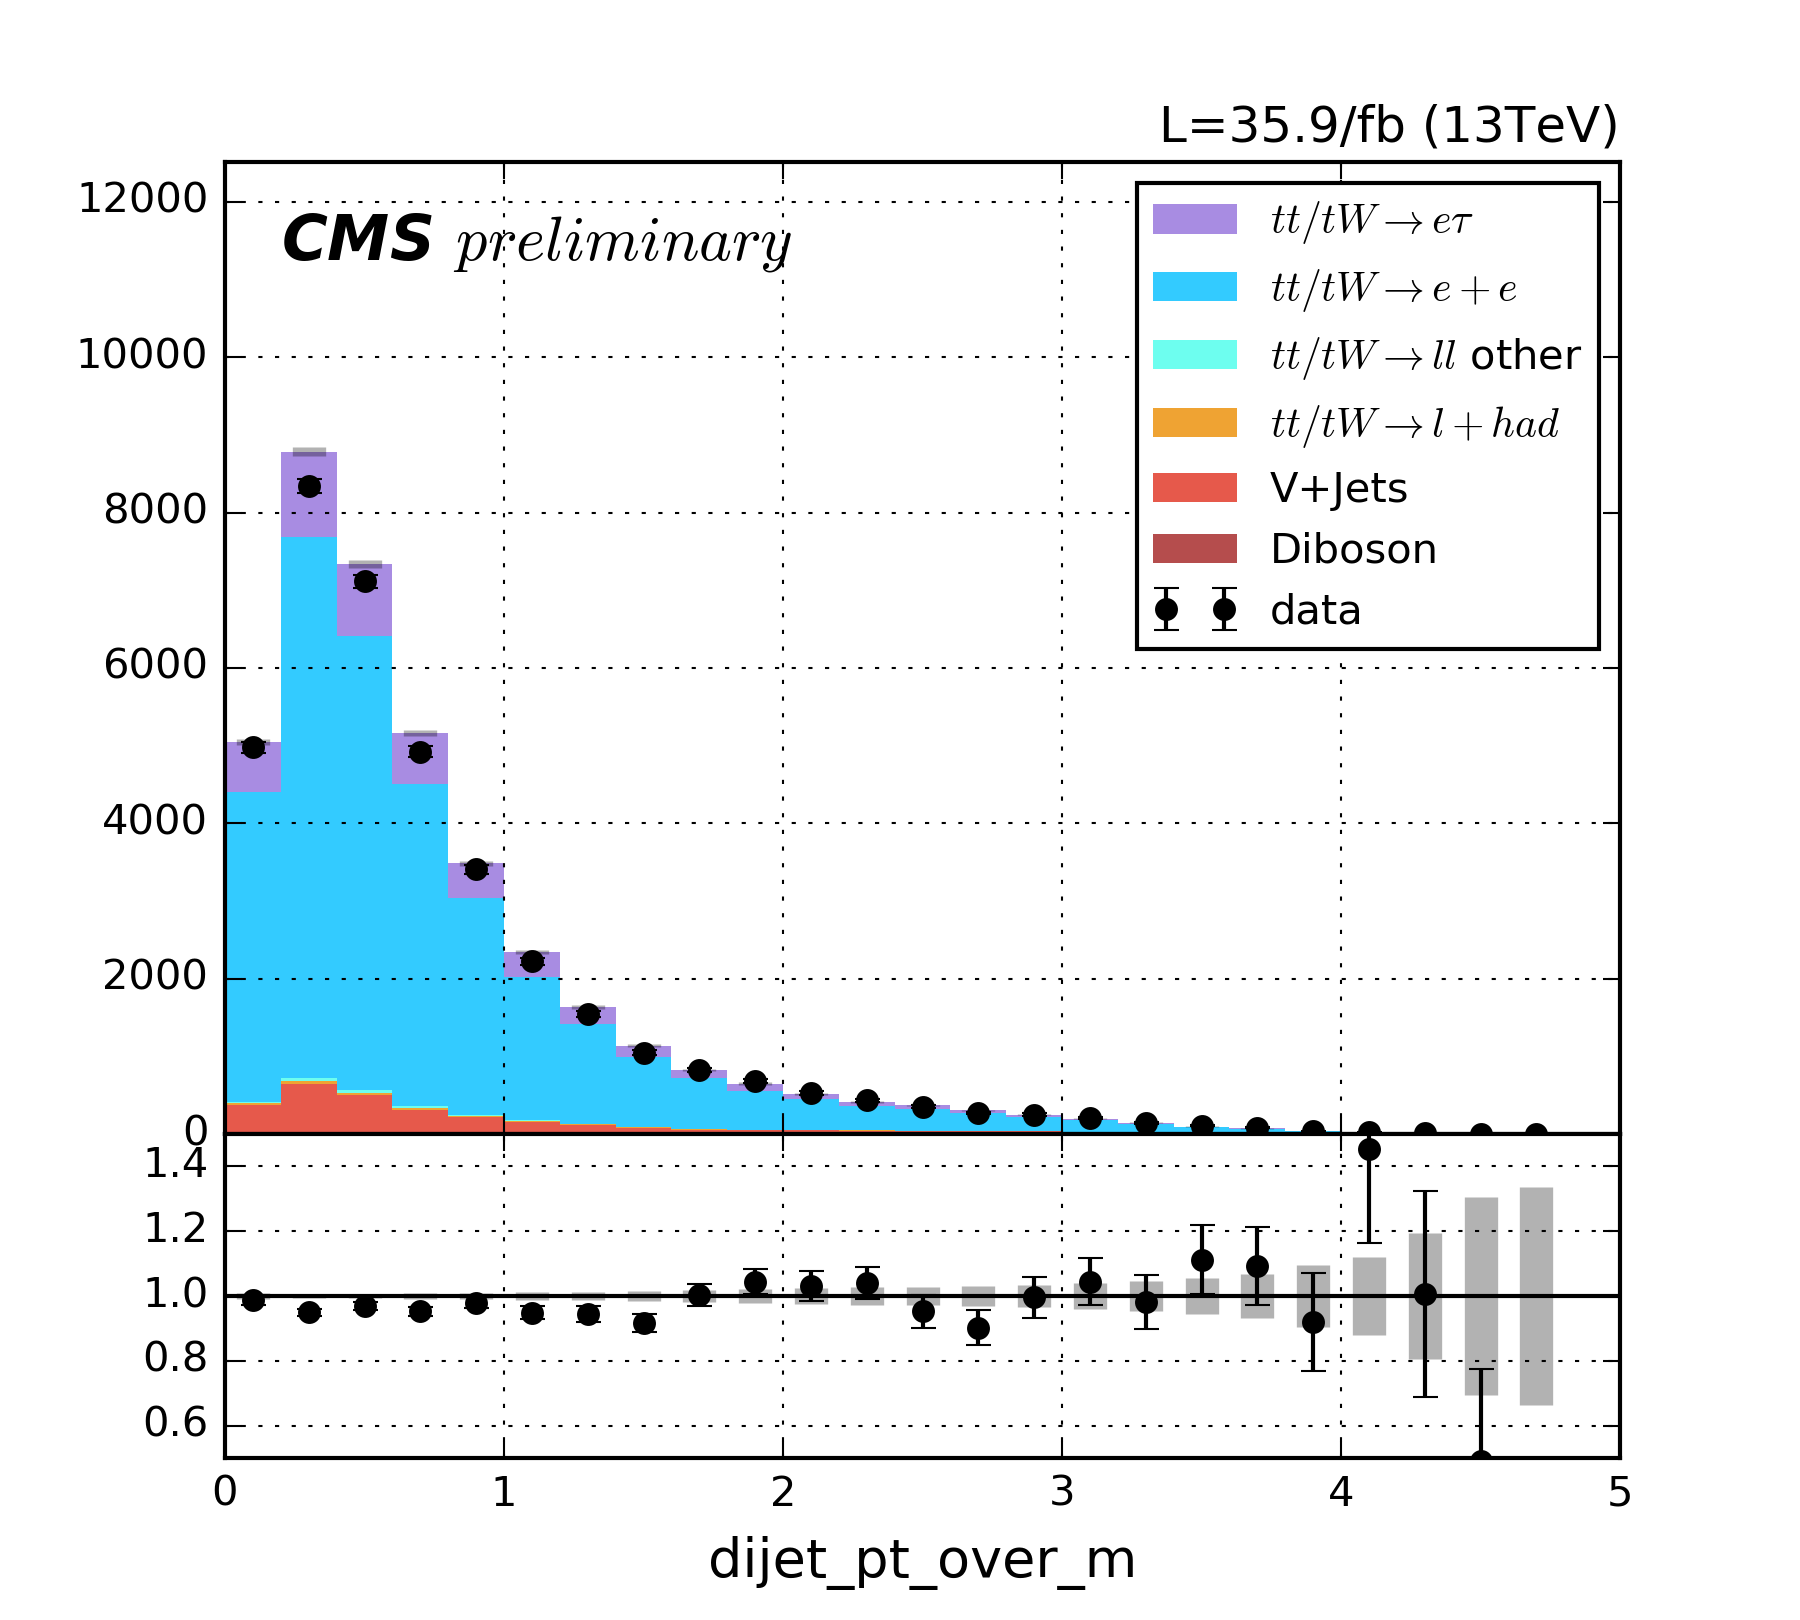 L=35.9/fb (13TeV)
CMS preliminary
12000
10000
8000
6000
4000
2000
0
tt/tW → eτ
tt/tW → e + e
tt/tW → ll other
tt/tW → l + had
V+Jets
Diboson
data
1.4
1.2
1.0
0.8
0.6
0 1 2 3 4 5
dijet_pt_over_m